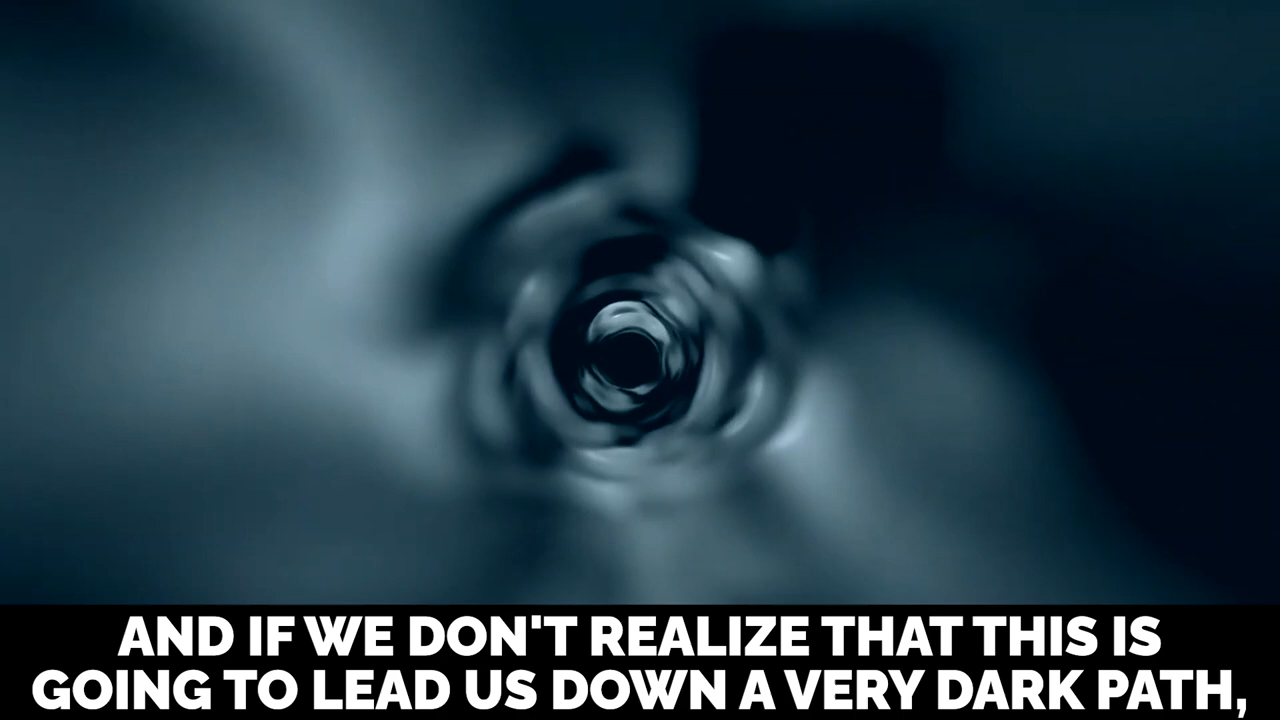 AND IF WE DON'T REALIZE THAT THIS IS
GOING TO LEAD US DOWN A VERY DARK PATH,